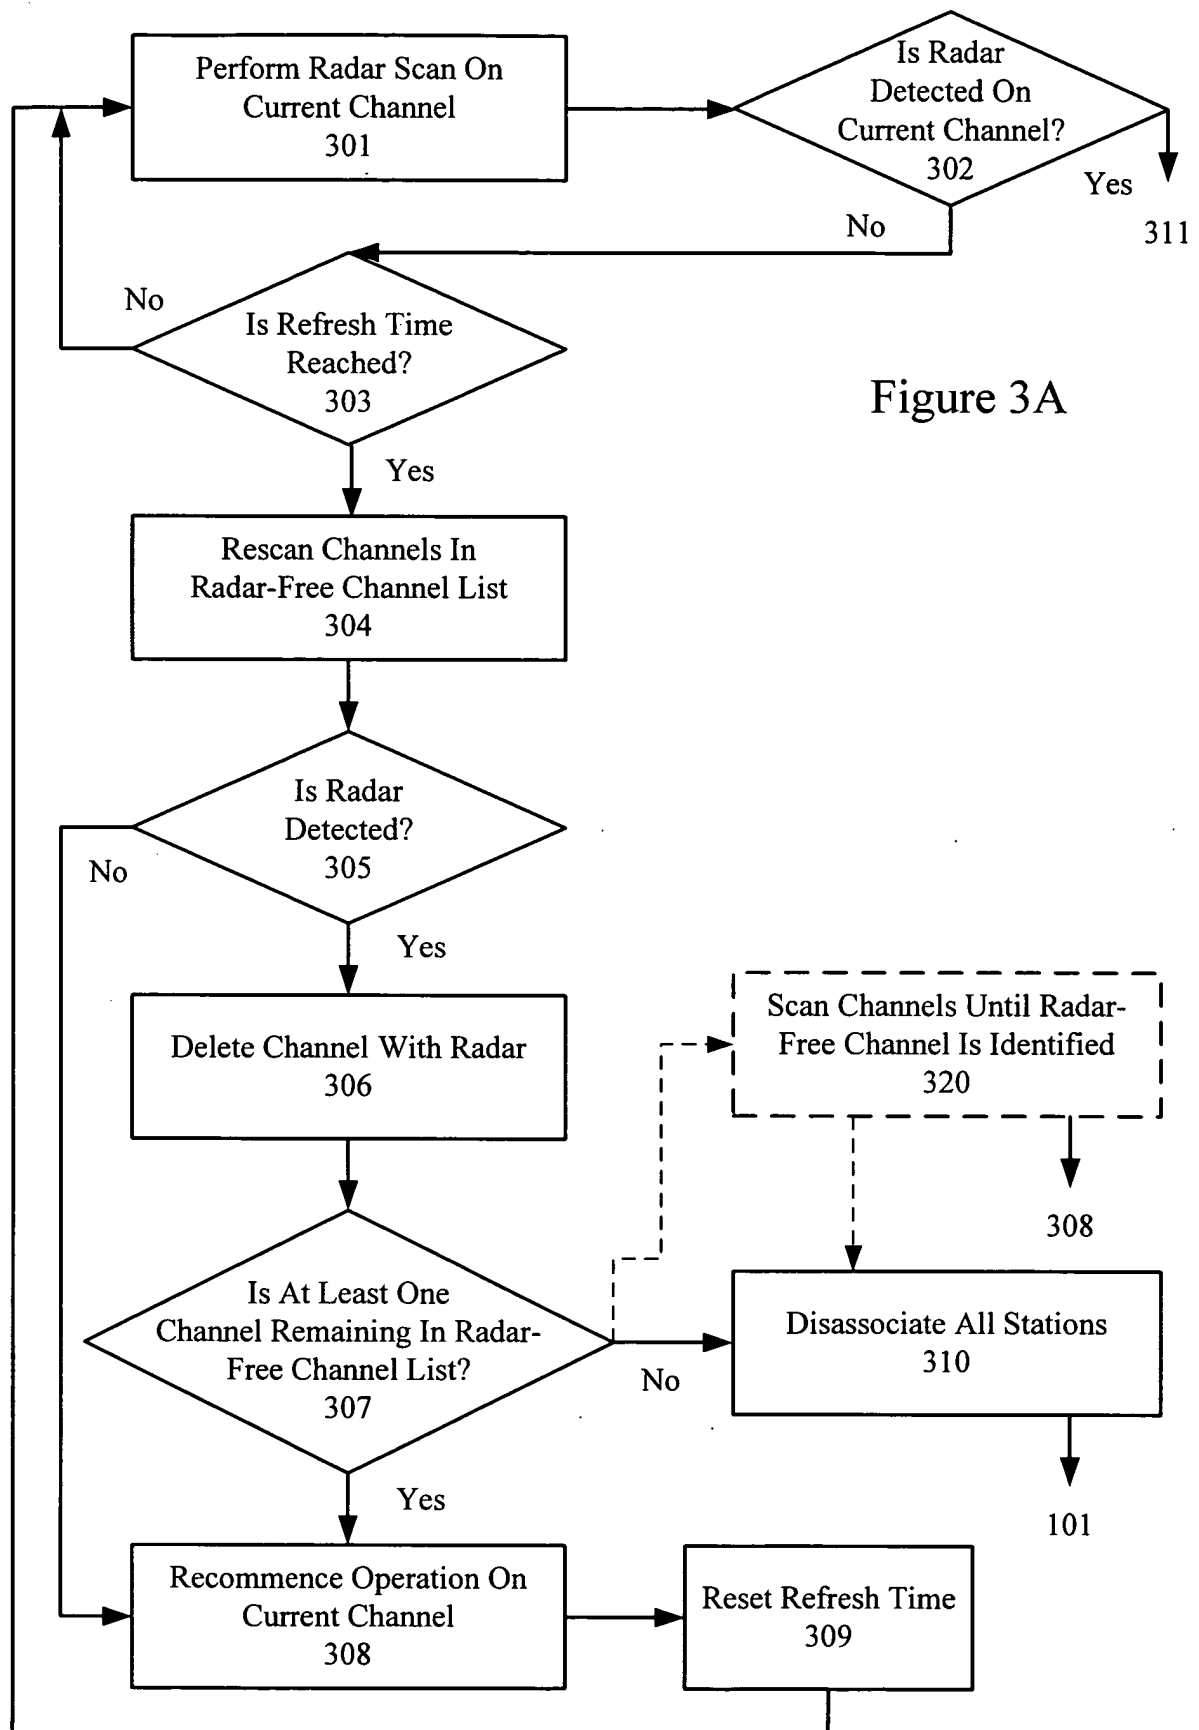 Perform Radar Scan On
Current Channel
301
Is Radar
Detected On
Current Channel?
302
Yes
311
No
No
Is Refresh Time
Reached?
303
Figure 3A
Yes
Rescan Channels In
Radar-Free Channel List
304
Is Radar
Detected?
305
No
Yes
Delete Channel With Radar
306
Scan Channels Until Radar-
Free Channel Is Identified
320
308
Is At Least One
Channel Remaining In Radar-
Free Channel List?
307
No
Disassociate All Stations
310
101
Yes
Recommence Operation On
Current Channel
308
Reset Refresh Time
309